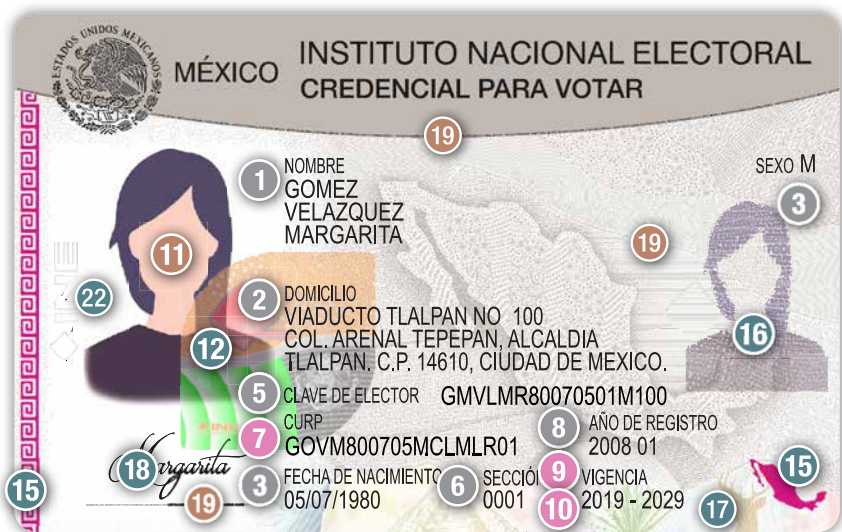 ESTADOS UNIDOS MEXICANOS
MÉXICO
INSTITUTO NACIONAL ELECTORAL
CREDENCIAL PARA VOTAR
19
1 NOMBRE
GOMEZ
VELAZQUEZ
MARGARITA
SEXO M
3
11
19
22
INE
2 DOMICILIO
VIADUCTO TLALPAN NO 100
COL. ARENAL TEPEPAN, ALCALDIA
TLALPAN. C.P. 14610, CIUDAD DE MEXICO.
12
16
5 CLAVE DE ELECTOR GMVLMR80070501M100
INE
7 CURP
GOVM800705MCLMLR01
8 AÑO DE REGISTRO
2008 01
18 Margarita
3 FECHA DE NACIMIENTO
05/07/1980
6 SECCIÓN
0001
9 VIGENCIA
10 2019 - 2029
15
15
19
17